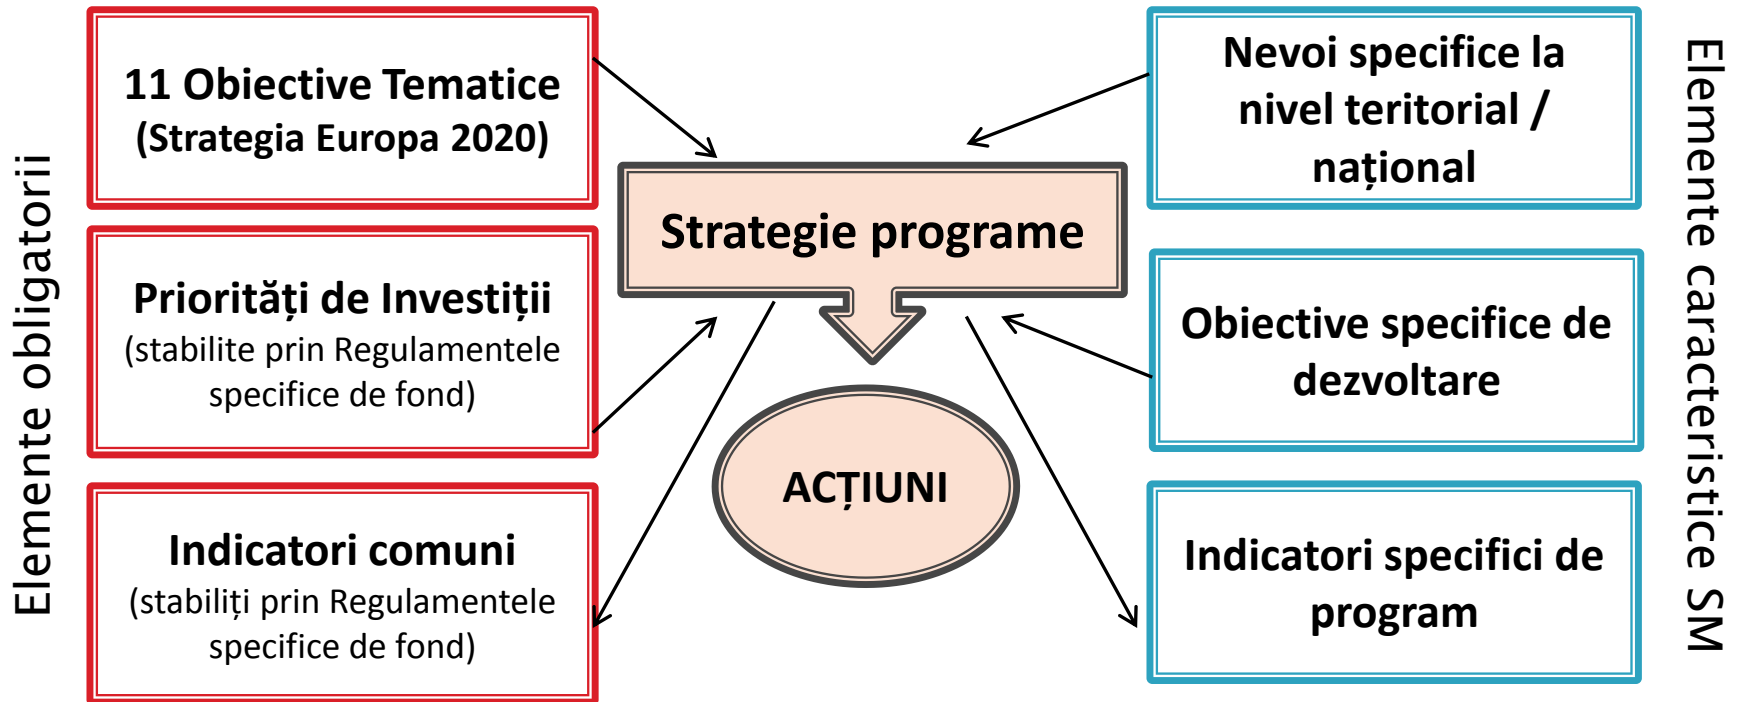 Elemente obligatorii
11 Obiective Tematice
(Strategia Europa 2020)
Priorități de Investiții
(stabilite prin Regulamentele
specifice de fond)
Indicatori comuni
(stabiliți prin Regulamentele
specifice de fond)
Strategie programe
ACȚIUNI
Nevoi specifice la
nivel teritorial /
național
Obiective specifice de
dezvoltare
Indicatori specifici de
program
Elemente caracteristice SM